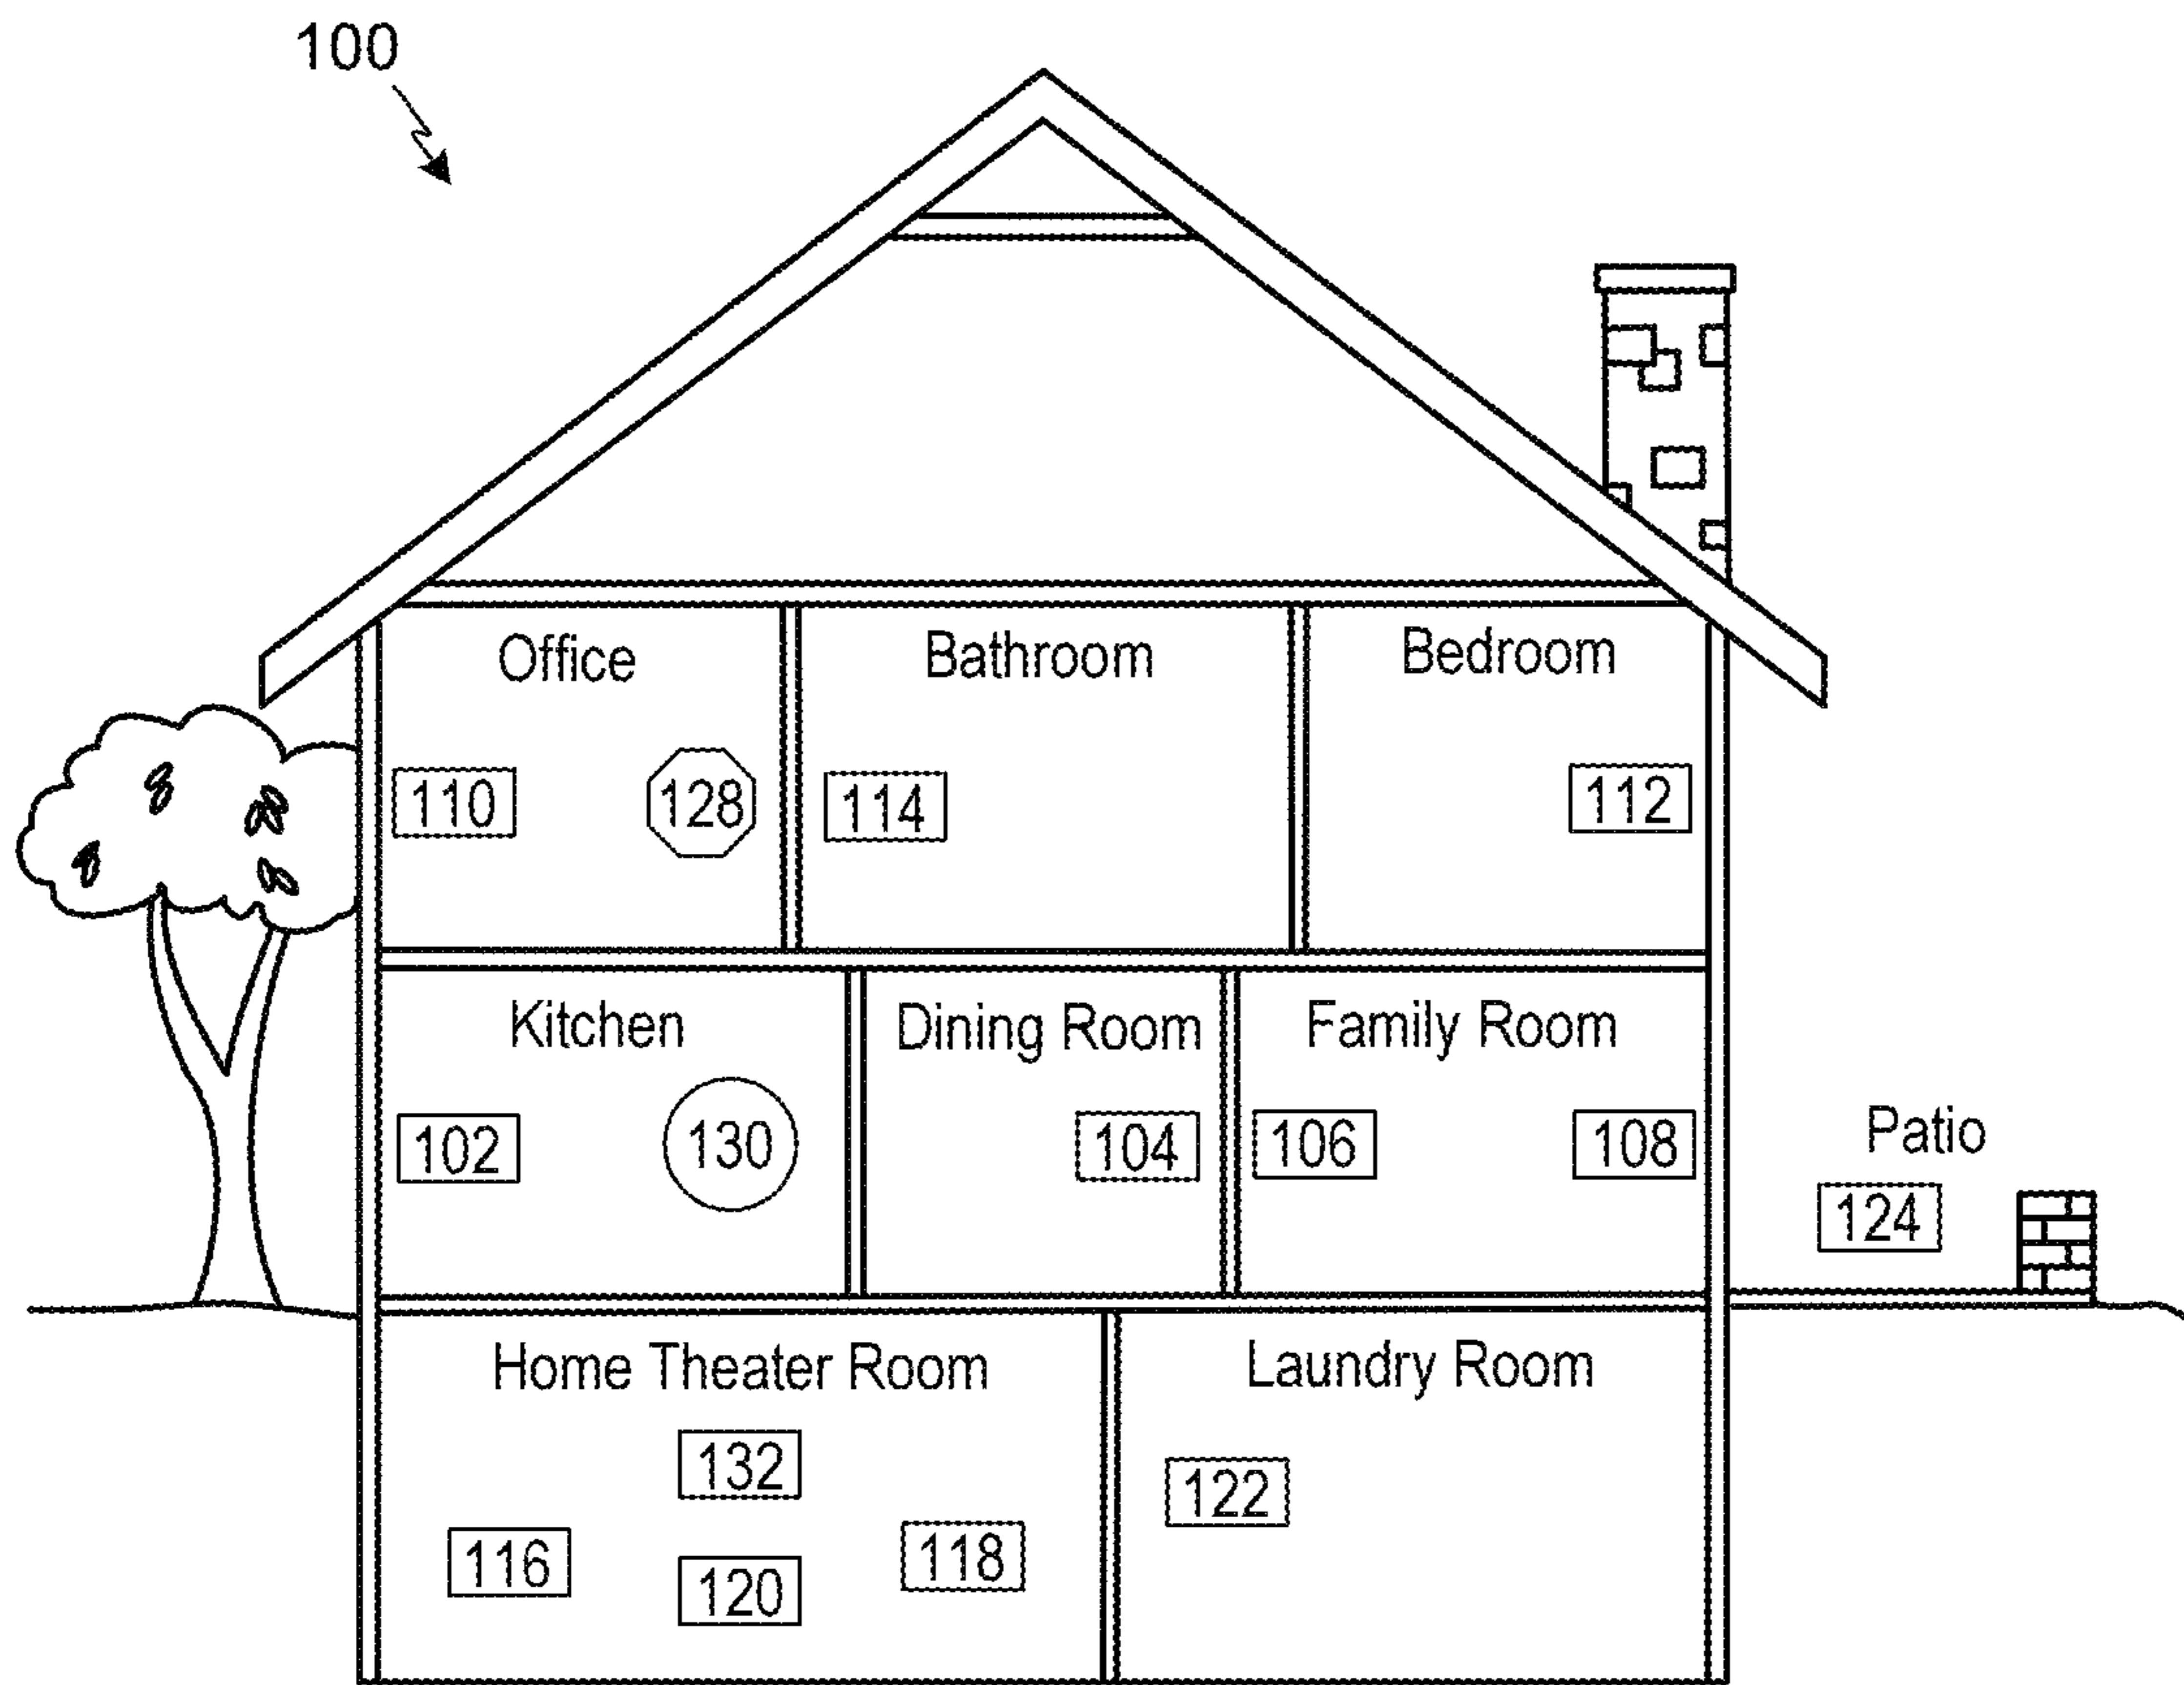 100
Office
Bathroom
Bedroom
110
128
114
112
Kitchen
Dining Room
Family Room
102
130
104
106
108
Patio
124
Home Theater Room
Laundry Room
132
122
116
118
120